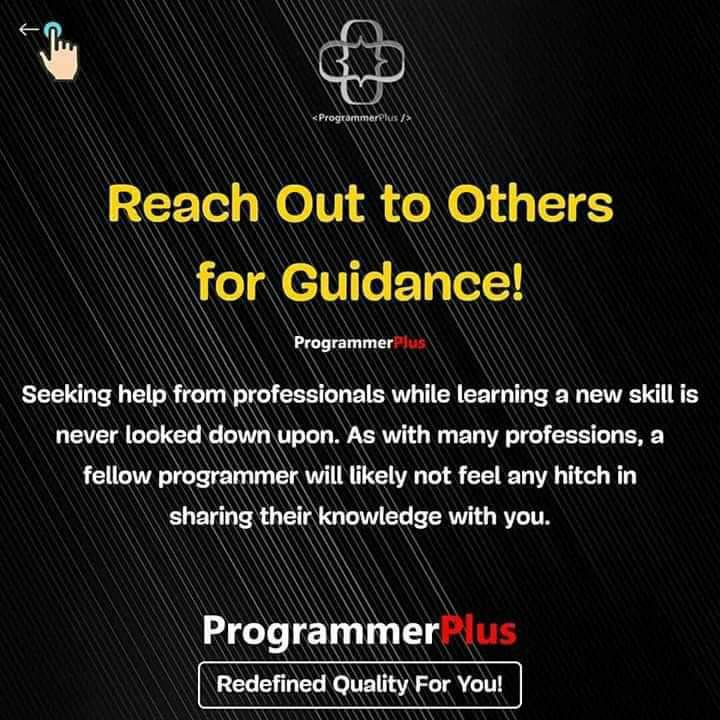 <ProgrammerPlus />
Reach Out to Others
for Guidance!
ProgrammerPlus
Seeking help from professionals while learning a new skill is
never looked down upon. As with many professions, a
fellow programmer will likely not feel any hitch in
sharing their knowledge with you.
ProgrammerPlus
Redefined Quality For You!